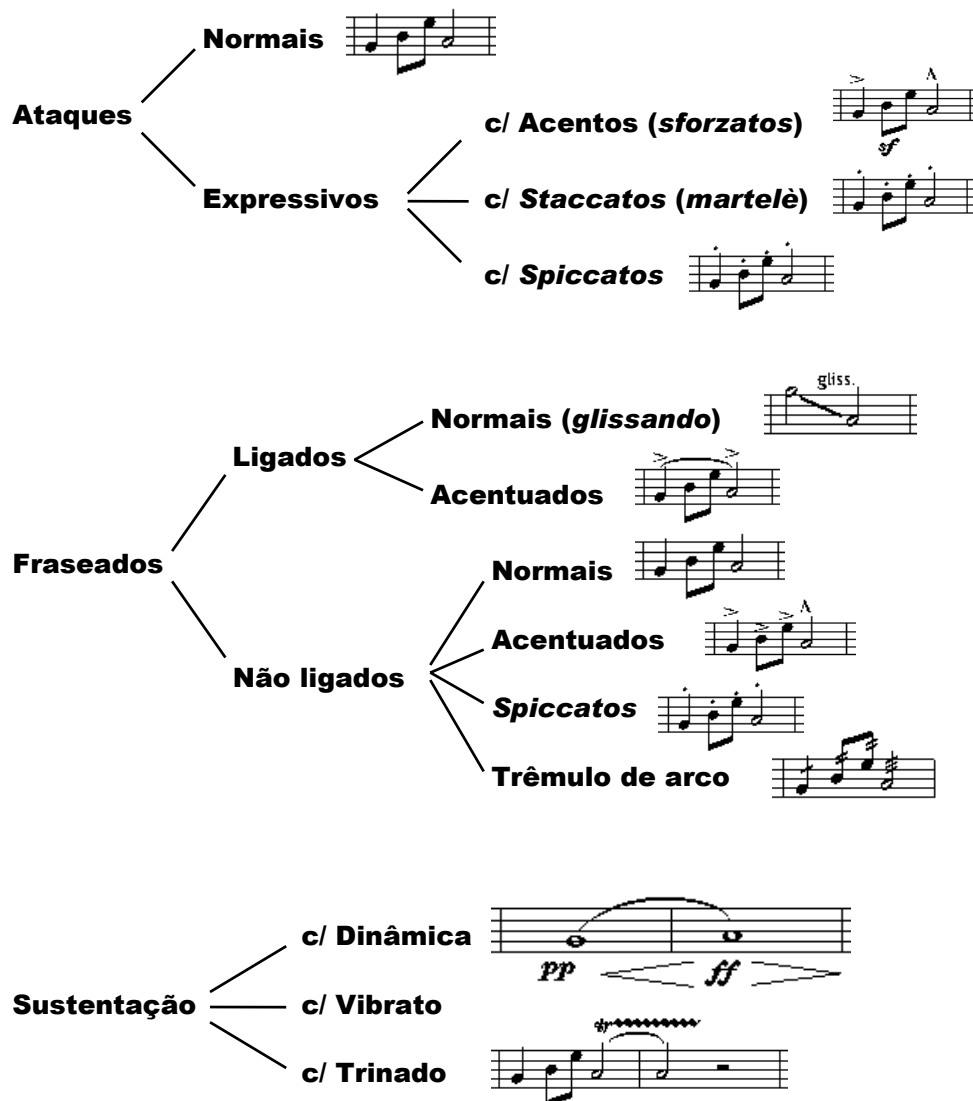 Normais
Ataques
c/ Acentos (sforzatos)
sf
Expressivos
c/ Staccatos (martelè)
c/ Spiccatos
gliss.
Normais (glissando)
Ligados
Acentuados
Fraseados
Normais
Acentuados
Não ligados
Spiccatos
Trêmulo de arco
c/ Dinâmica
pp ff
Sustentação
c/ Vibrato
c/ Trinado